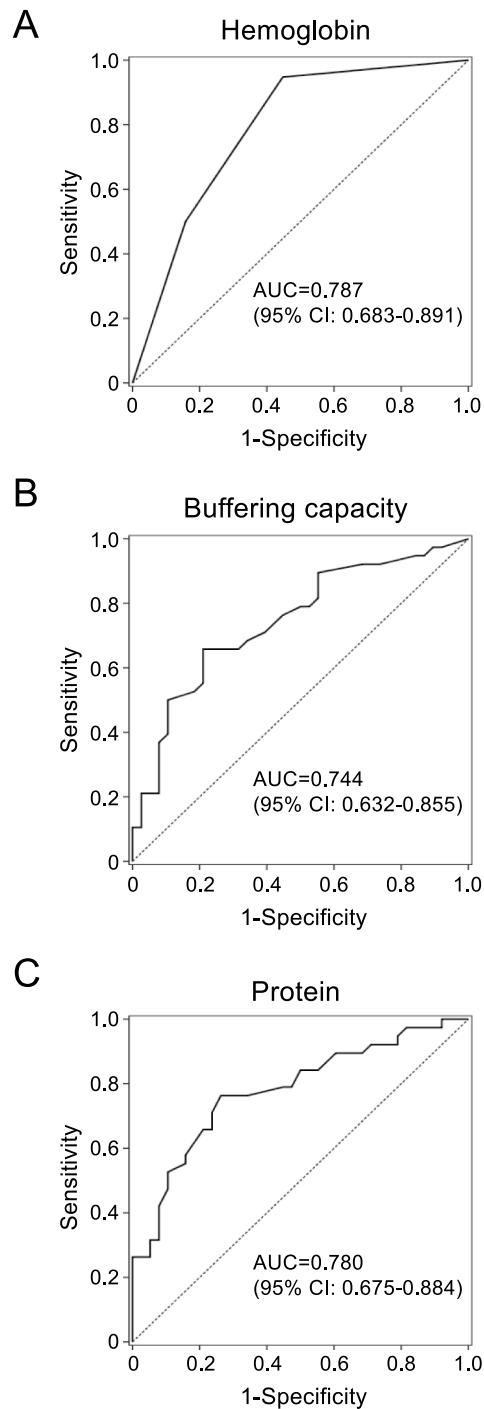 A
Hemoglobin
1.0
0.8
0.6
0.4
0.2
0
Sensitivity
AUC=0.787
(95% CI: 0.683-0.891)
0 0.2 0.4 0.6 0.8 1.0
1-Specificity
B
Buffering capacity
1.0
0.8
0.6
0.4
0.2
0
Sensitivity
AUC=0.744
(95% CI: 0.632-0.855)
0 0.2 0.4 0.6 0.8 1.0
1-Specificity
C
Protein
1.0
0.8
0.6
0.4
0.2
0
Sensitivity
AUC=0.780
(95% CI: 0.675-0.884)
0 0.2 0.4 0.6 0.8 1.0
1-Specificity